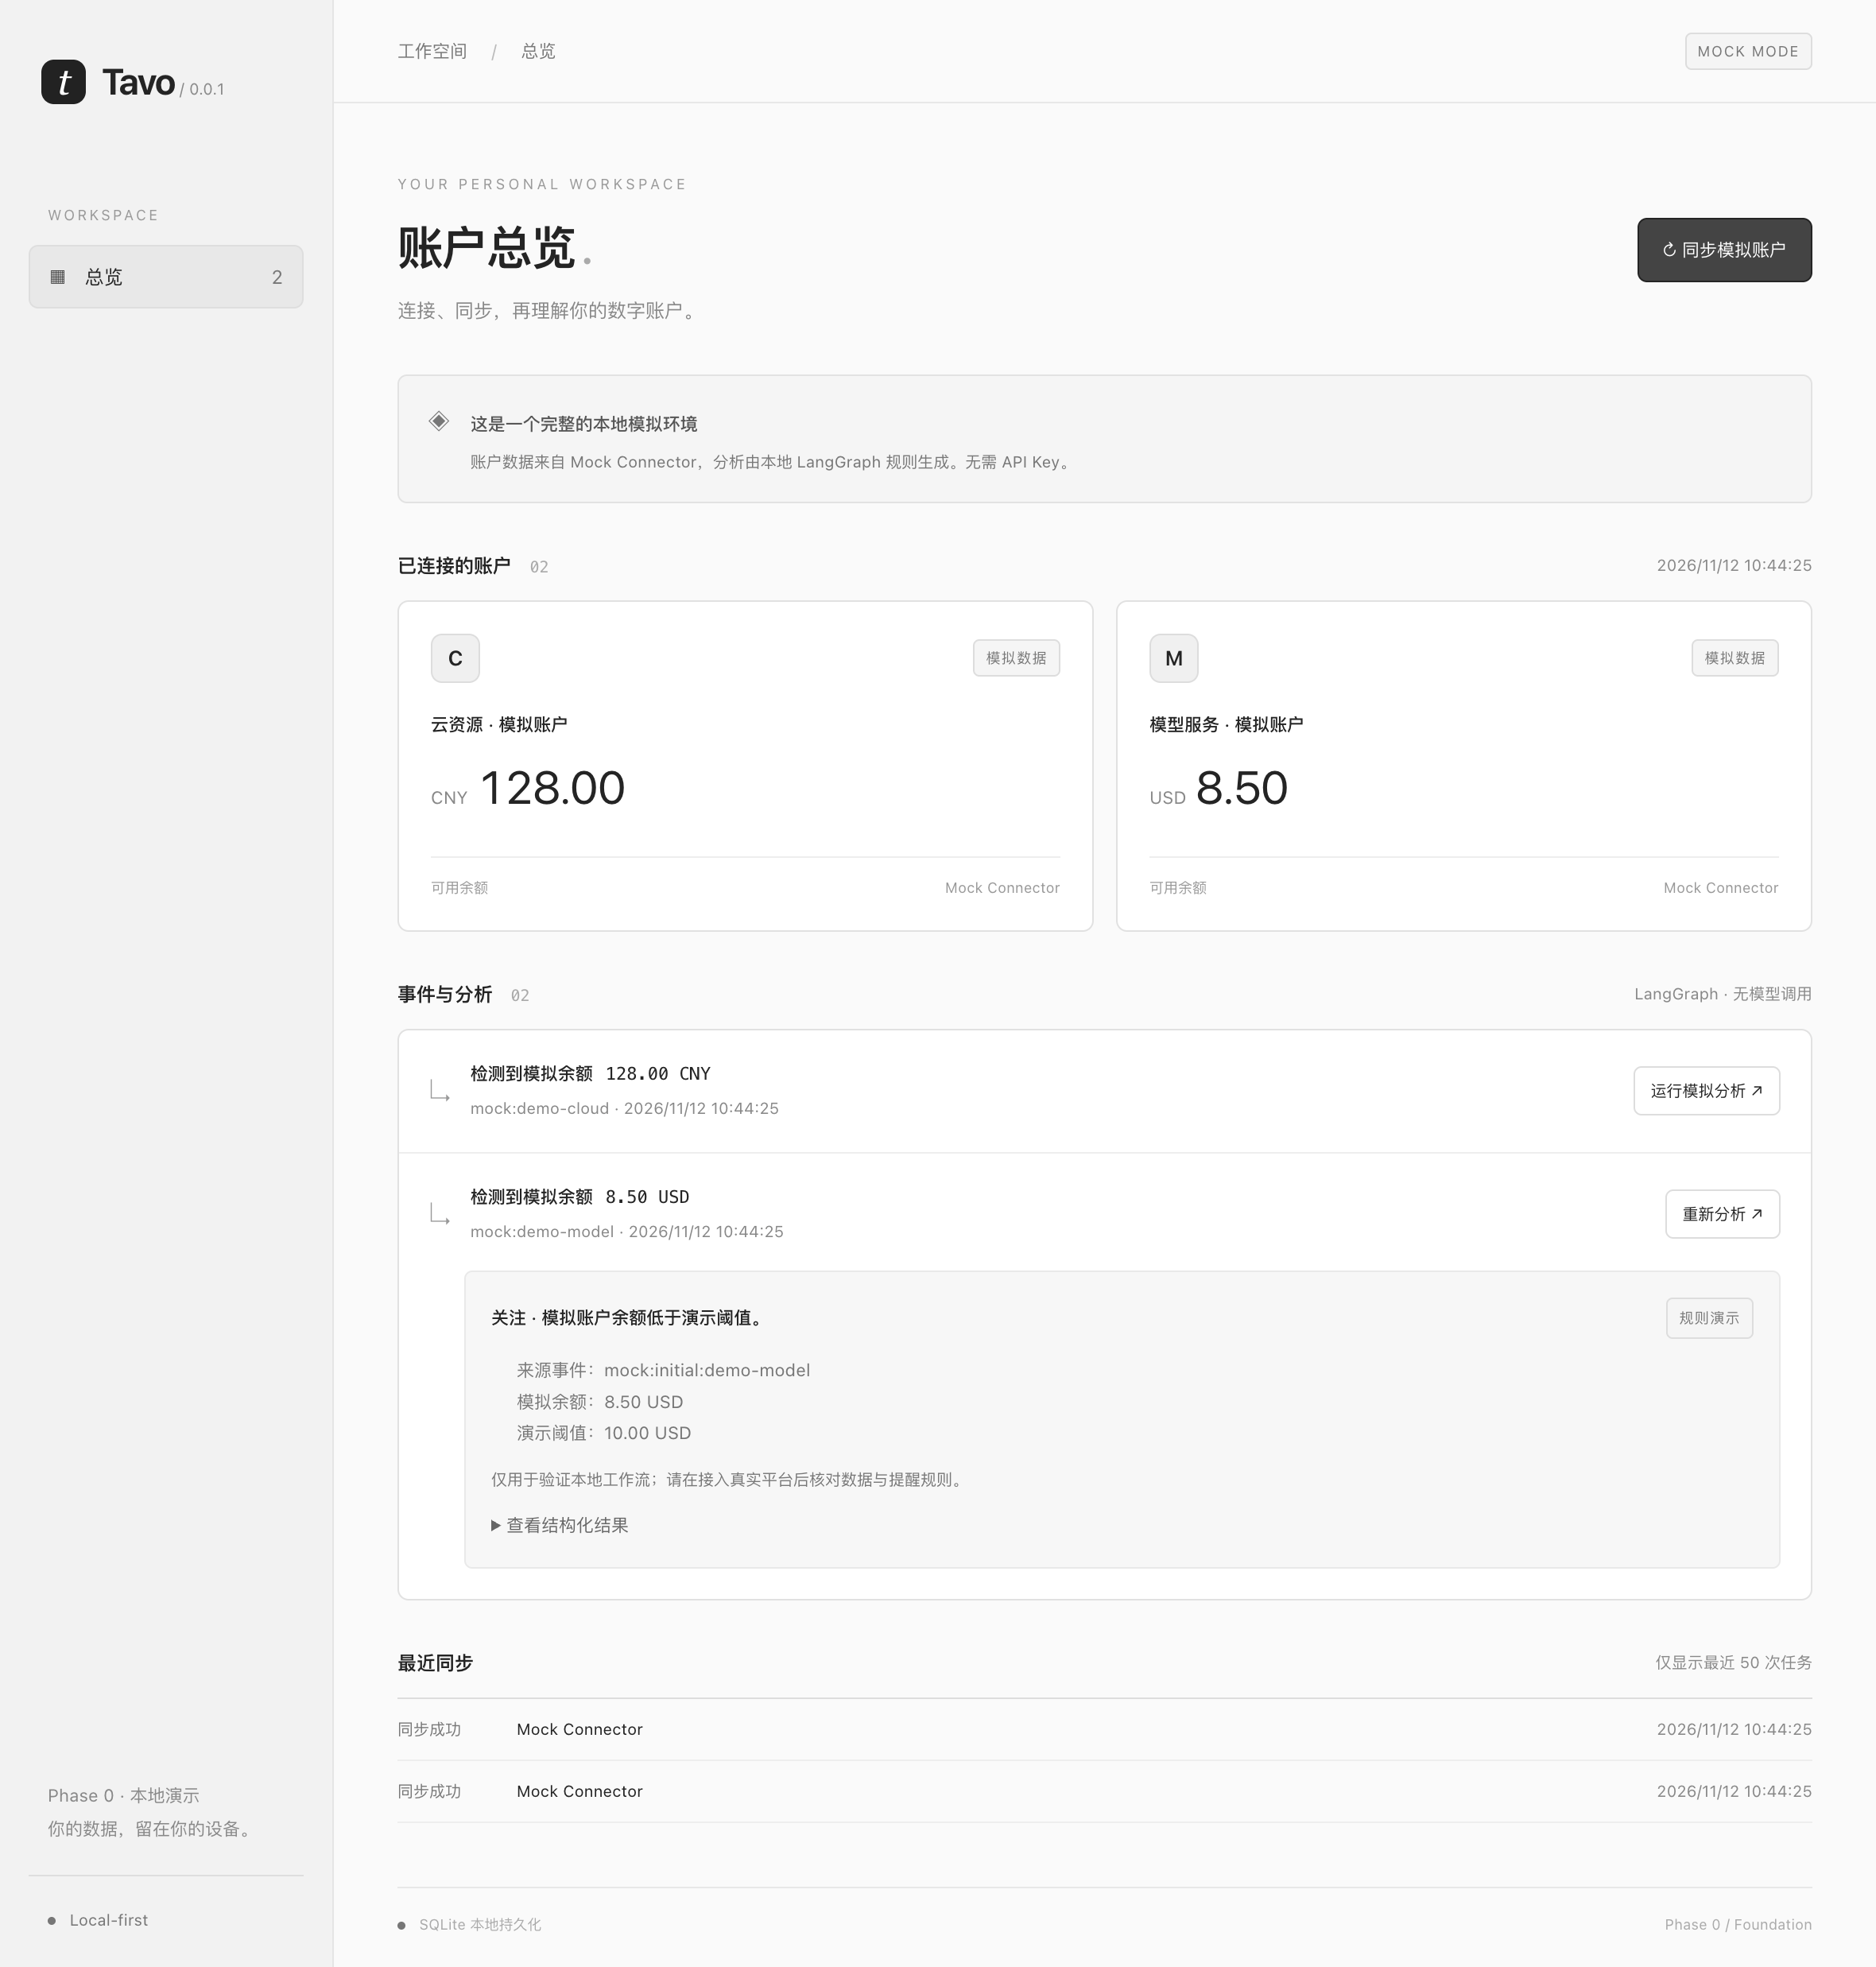 t Tavo / 0.0.1
WORKSPACE
总览 2
Phase 0 · 本地演示
你的数据，留在你的设备。
Local-first
工作空间 / 总览
MOCK MODE
YOUR PERSONAL WORKSPACE
账户总览.
连接、同步，再理解你的数字账户。
↻ 同步模拟账户
这是一个完整的本地模拟环境
账户数据来自 Mock Connector，分析由本地 LangGraph 规则生成。无需 API Key。
已连接的账户 02
2026/11/12 10:44:25
C
模拟数据
云资源 · 模拟账户
CNY 128.00
可用余额
Mock Connector
M
模拟数据
模型服务 · 模拟账户
USD 8.50
可用余额
Mock Connector
事件与分析 02
LangGraph · 无模型调用
检测到模拟余额 128.00 CNY
mock:demo-cloud · 2026/11/12 10:44:25
运行模拟分析 ↗
检测到模拟余额 8.50 USD
mock:demo-model · 2026/11/12 10:44:25
重新分析 ↗
关注 · 模拟账户余额低于演示阈值。
规则演示
来源事件：mock:initial:demo-model
模拟余额：8.50 USD
演示阈值：10.00 USD
仅用于验证本地工作流；请在接入真实平台后核对数据与提醒规则。
▶ 查看结构化结果
最近同步
仅显示最近 50 次任务
同步成功 Mock Connector 2026/11/12 10:44:25
同步成功 Mock Connector 2026/11/12 10:44:25
SQLite 本地持久化
Phase 0 / Foundation